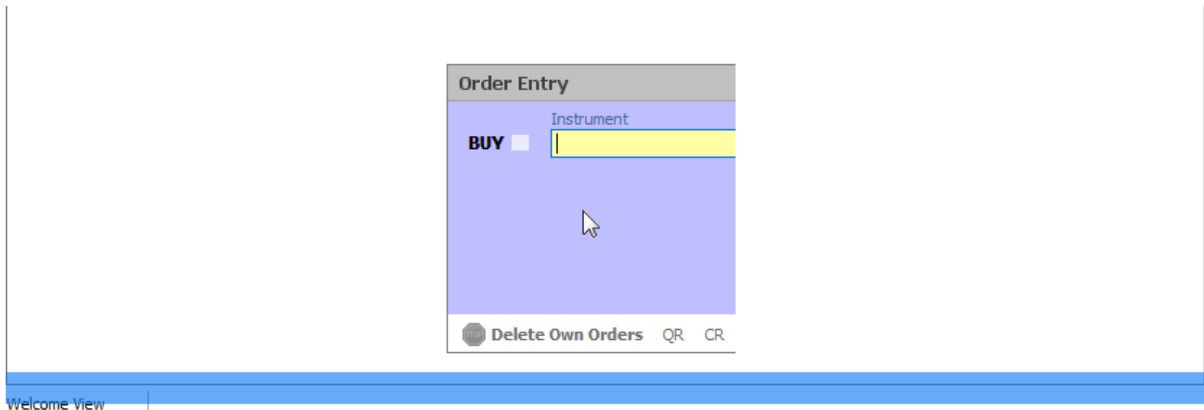 Order Entry
Instrument
BUY
Delete Own Orders QR CR
Welcome View